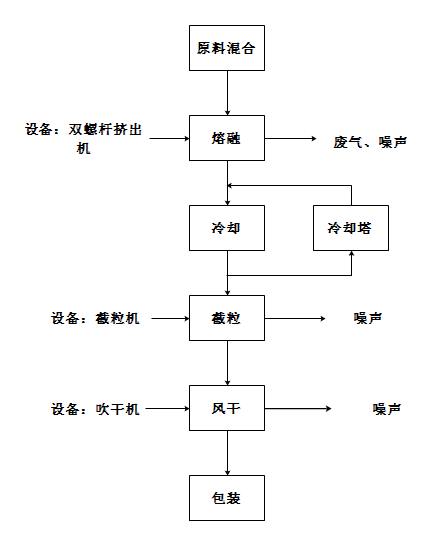 原料混合
设备：双螺杆挤出
机
熔融
废气、噪声
冷却
冷却塔
设备：截粒机
截粒
噪声
设备：吹干机
风干
噪声
包装